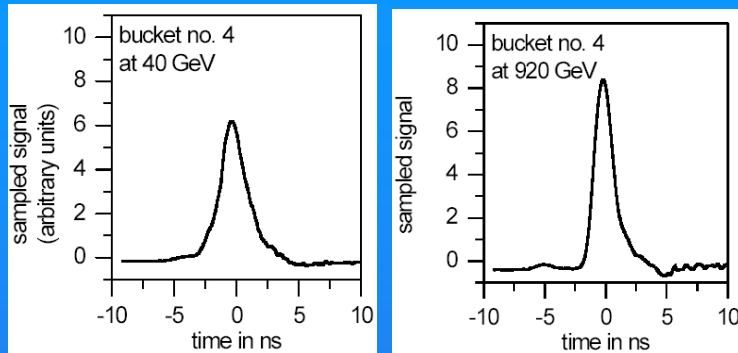 bucket no. 4
at 40 GeV
sampled signal
(arbitrary units)
10
8
6
4
2
0
-10 -5 0 5 10
time in ns
bucket no. 4
at 920 GeV
sampled signal
10
8
6
4
2
0
-10 -5 0 5 10
time in ns